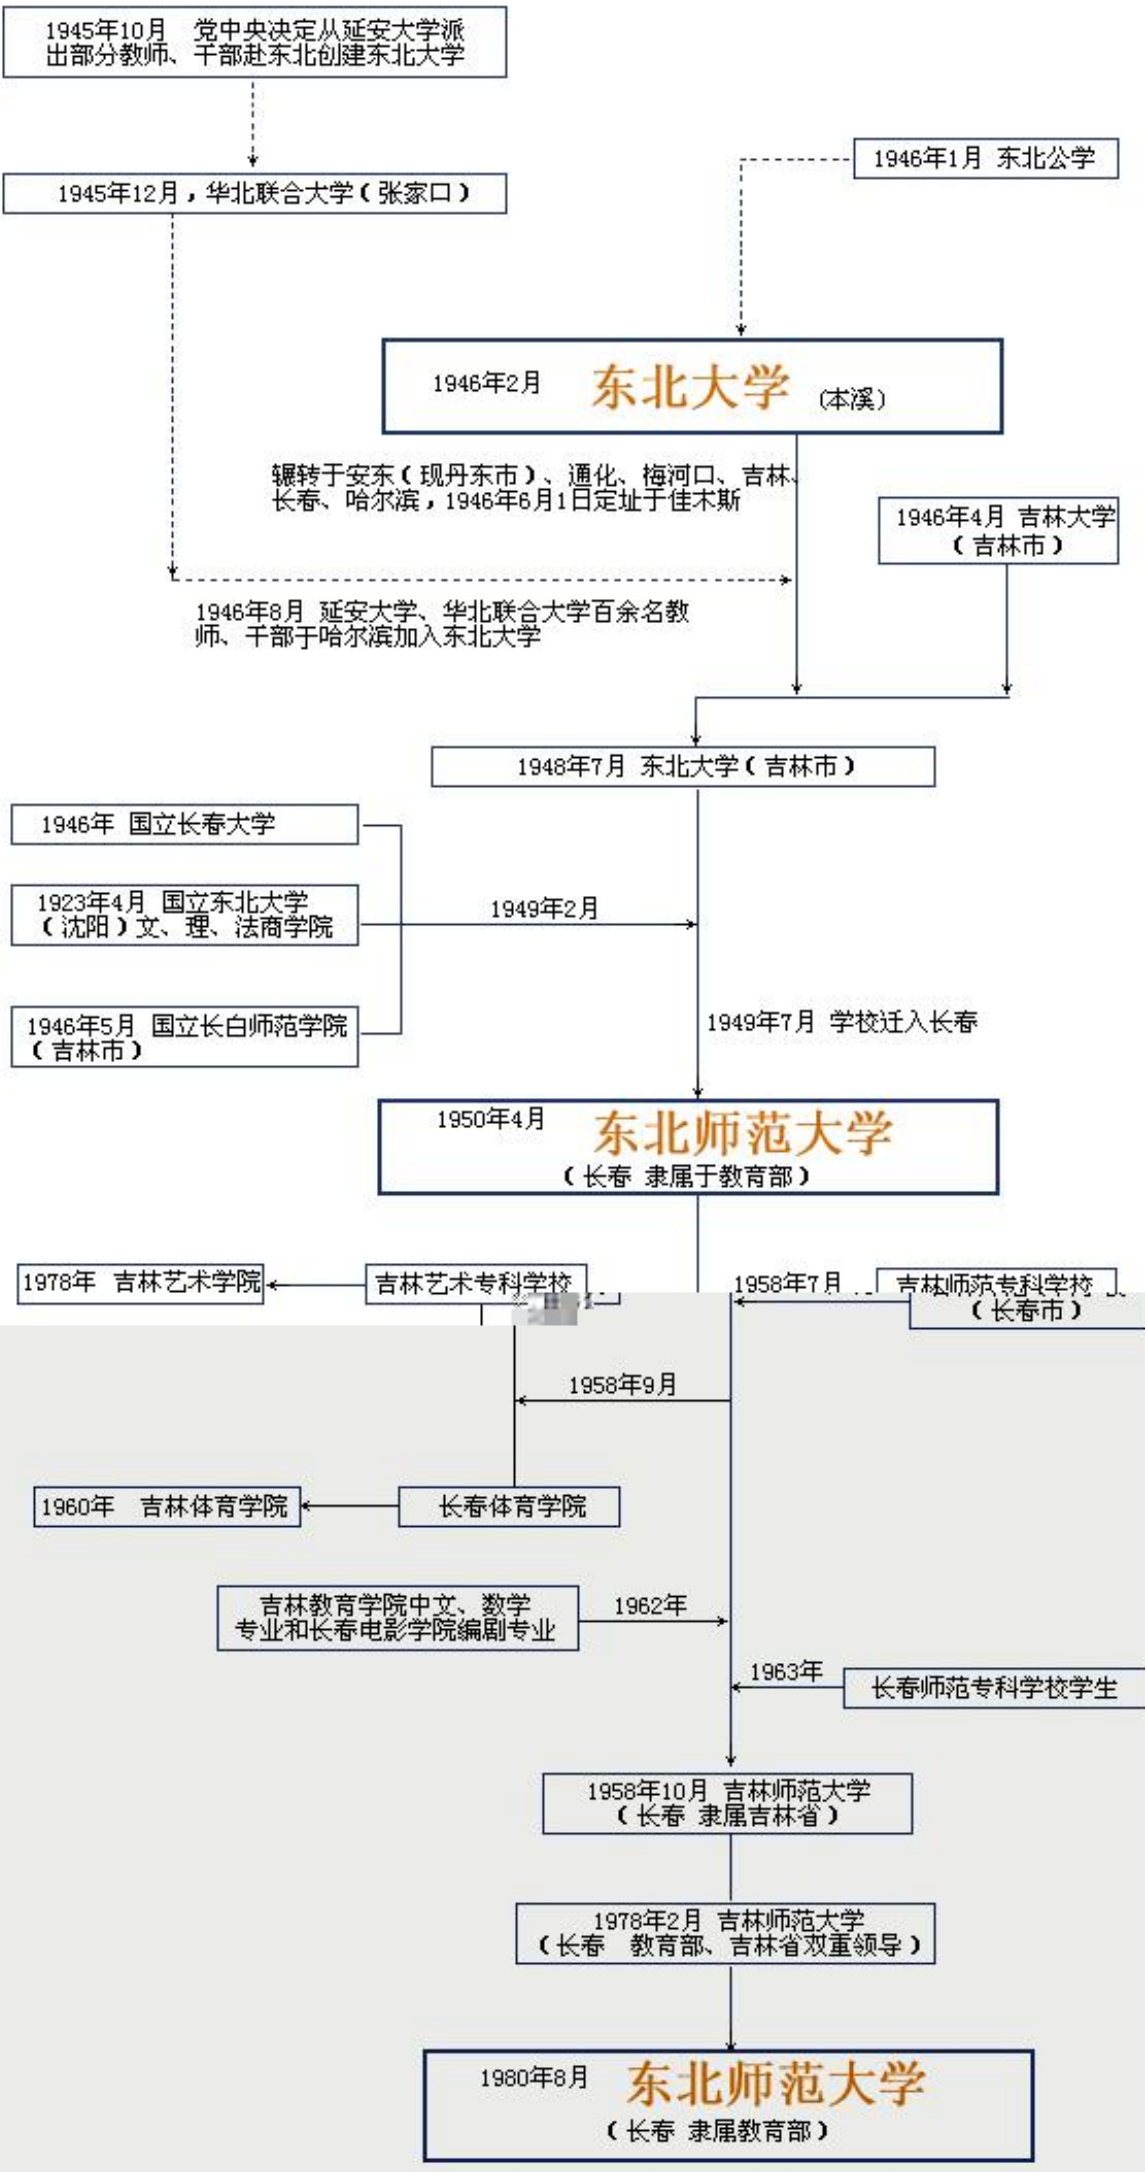 1945年10月 党中央决定从延安大学派
出部分教师、干部赴东北创建东北大学
1946年1月 东北公学
1945年12月，华北联合大学（张家口）
1946年2月 东北大学 （本溪）
辗转于安东（现丹东市）、通化、梅河口、吉林、
长春、哈尔滨，1946年6月1日定址于佳木斯
1946年4月 吉林大学
（吉林市）
1946年8月 延安大学、华北联合大学百余名教
师、干部于哈尔滨加入东北大学
1948年7月 东北大学（吉林市）
1946年 国立长春大学
1923年4月 国立东北大学
（沈阳）文、理、法商学院
1949年2月
1946年5月 国立长白师范学院
（吉林市）
1949年7月 学校迁入长春
1950年4月 东北师范大学
（长春 隶属于教育部）
1978年 吉林艺术学院
吉林艺术专科学校
1958年7月
吉林师范专科学校
（长春市）
1958年9月
1960年 吉林体育学院
长春体育学院
吉林教育学院中文、数学
专业和长春电影学院编剧专业
1962年
1963年
长春师范专科学校学生
1958年10月 吉林师范大学
（长春 隶属吉林省）
1978年2月 吉林师范大学
（长春 教育部、吉林省双重领导）
1980年8月 东北师范大学
（长春 隶属教育部）